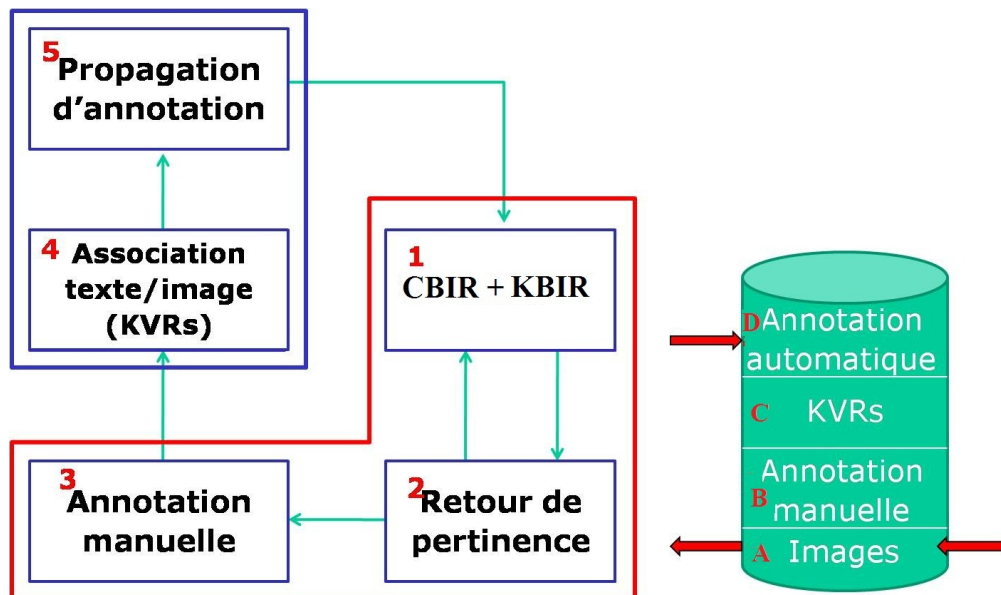 5
Propagation
d’annotation
4
Association
texte/image
(KVRs)
1
CBIR + KBIR
3
Annotation
manuelle
2
Retour de
pertinence
D Annotation
automatique
C KVRs
Annotation
B manuelle
A Images